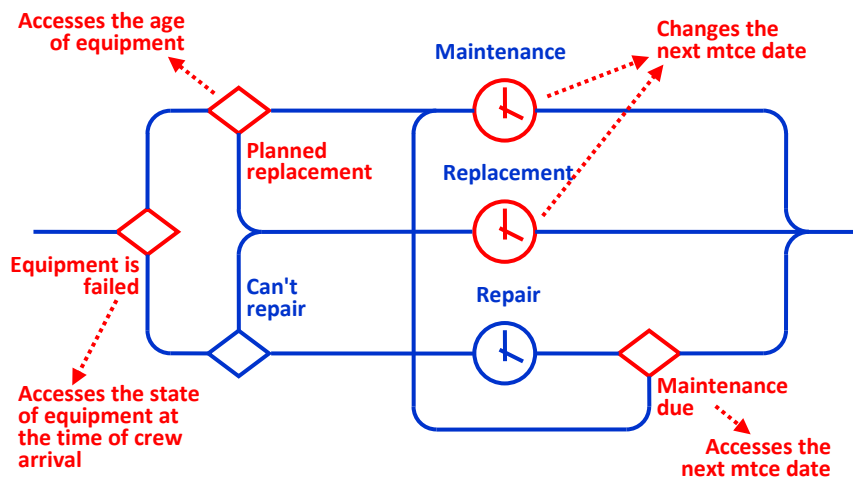 Accesses the age
of equipment
Changes the
next mtce date
Maintenance
Planned
replacement
Replacement
Equipment is
failed
Can't
repair
Repair
Accesses the state
of equipment at
the time of crew
arrival
Maintenance
due
Accesses the
next mtce date